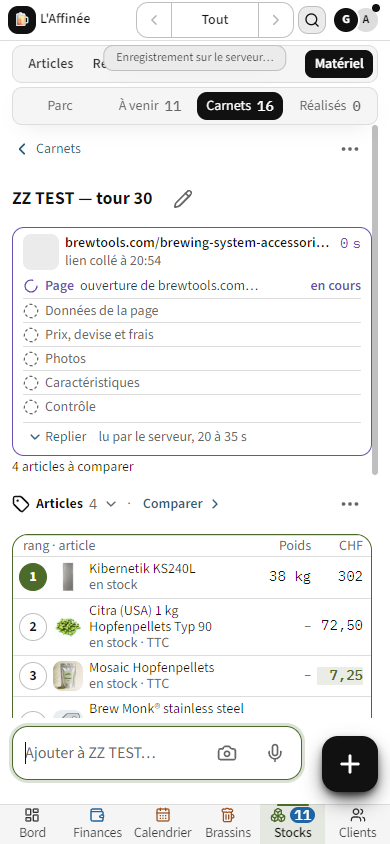 L'Affinée
Tout
G
A
Articles
Re
Enregistrement sur le serveur…
Matériel
Parc
À venir 11
Carnets 16
Réalisés 0
Carnets
ZZ TEST — tour 30
brewtools.com/brewing-system-accessori… 0 s
lien collé à 20:54
Page ouverture de brewtools.com… en cours
Données de la page
Prix, devise et frais
Photos
Caractéristiques
Contrôle
Replier lu par le serveur, 20 à 35 s
4 articles à comparer
Articles 4 · Comparer
rang · article Poids CHF
1 Kibernetik KS240L 38 kg 302
en stock
Citra (USA) 1 kg
2 Hopfenpellets Typ 90 – 72,50
en stock · TTC
3 Mosaic Hopfenpellets – 7,25
en stock · TTC
Brew Monk® stainless steel
Ajouter à ZZ TEST…
Bord
Finances
Calendrier
Brassins
11
Stocks
Clients